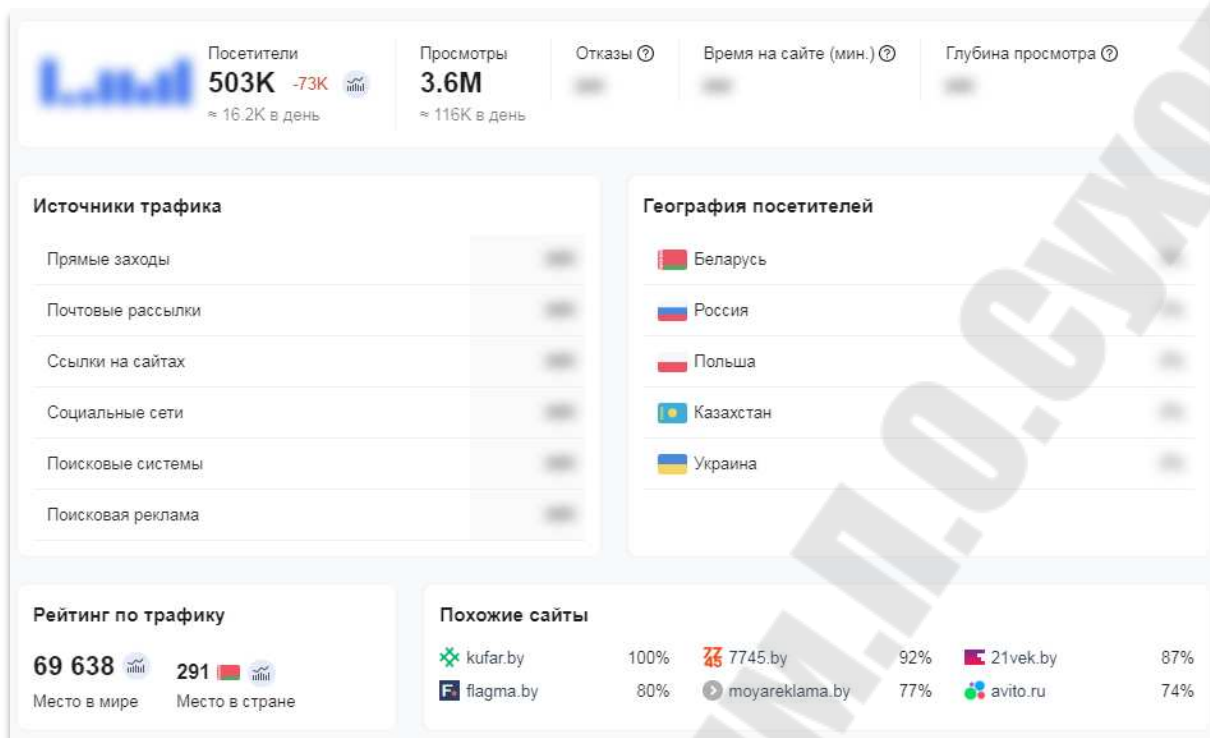 Посетители
503K -73K
≈ 16.2K в день
Просмотры
3.6M
≈ 116K в день
Отказы
Время на сайте (мин.)
Глубина просмотра
Источники трафика
Прямые заходы
Почтовые рассылки
Ссылки на сайтах
Социальные сети
Поисковые системы
Поисковая реклама
География посетителей
Беларусь
Россия
Польша
Казахстан
Украина
Рейтинг по трафику
69 638
Место в мире
291
Место в стране
Похожие сайты
kufar.by 100% 7745.by 92% 21vek.by 87%
flagma.by 80% moyareklama.by 77% avito.ru 74%